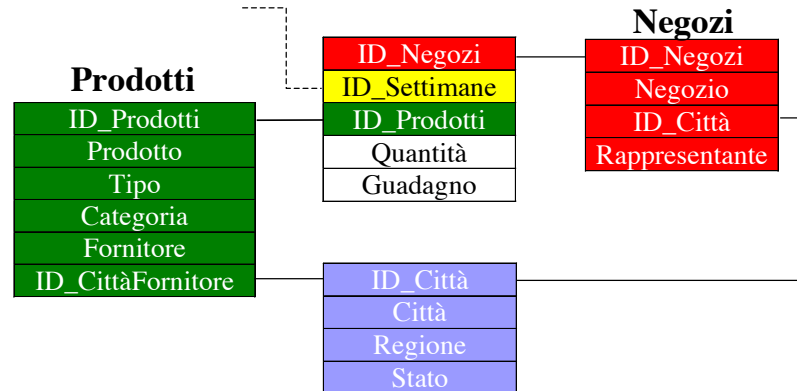 Prodotti
ID_Prodotti
Prodotto
Tipo
Categoria
Fornitore
ID_CittàFornitore
ID_Negozi
ID_Settimane
ID_Prodotti
Quantità
Guadagno
Negozi
ID_Negozi
Negozio
ID_Città
Rappresentante
ID_Città
Città
Regione
Stato